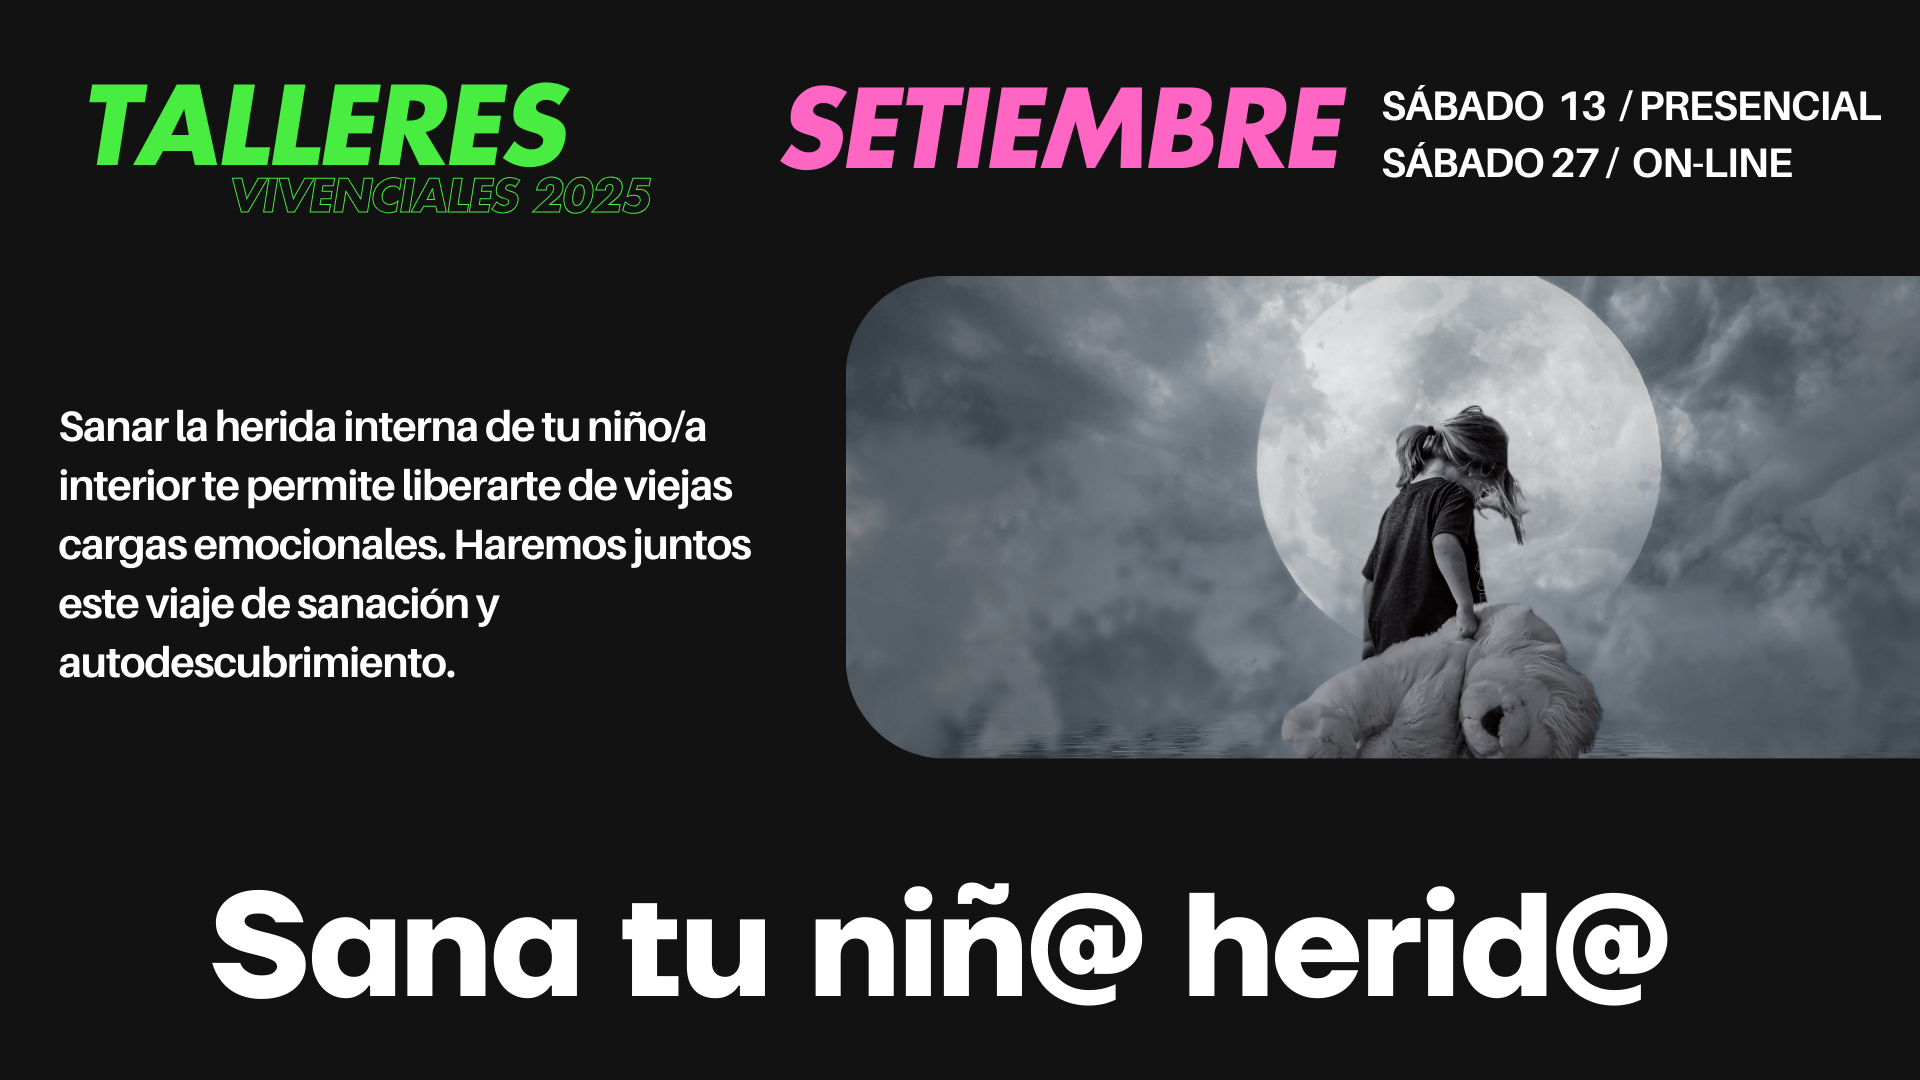 TALLERES
VIVENCIALES 2025
SETIEMBRE
SÁBADO 13 / PRESENCIAL
SÁBADO 27 / ON-LINE
Sanar la herida interna de tu niño/a
interior te permite liberarte de viejas
cargas emocionales. Haremos juntos
este viaje de sanación y
autodescubrimiento.
Sana tu niñ@ herid@